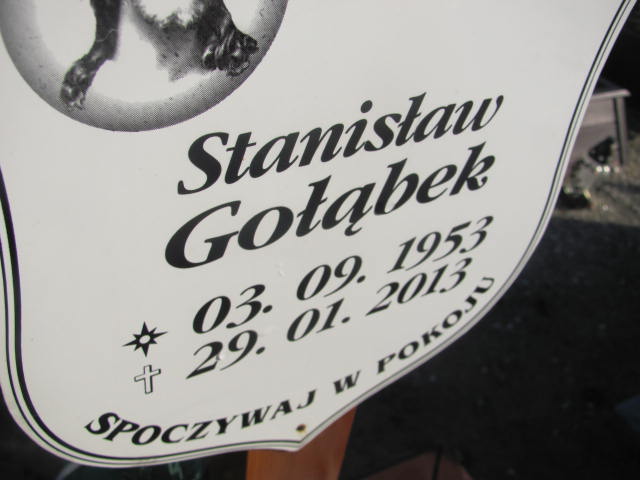 Stanisław
Gołąbek
03. 09. 1953
29. 01. 2013
SPOCZYWAJ W POKOJU